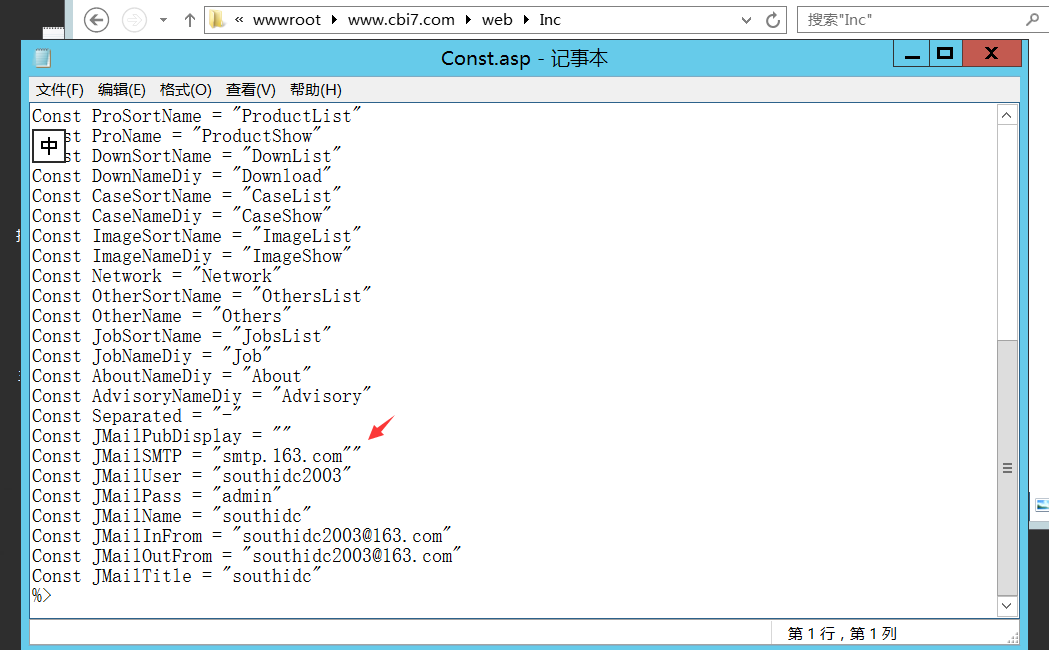 « wwwroot www.cbi7.com web Inc
搜索"Inc"
Const.asp - 记事本
文件(F) 编辑(E) 格式(O) 查看(V) 帮助(H)
Const ProSortName = "ProductList"
中st ProName = "ProductShow"
st DownSortName = "DownList"
Const DownNameDiy = "Download"
Const CaseSortName = "CaseList"
Const CaseNameDiy = "CaseShow"
Const ImageSortName = "ImageList"
Const ImageNameDiy = "ImageShow"
Const Network = "Network"
Const OtherSortName = "OthersList"
Const OtherName = "Others"
Const JobSortName = "JobsList"
Const JobNameDiy = "Job"
Const AboutNameDiy = "About"
Const AdvisoryNameDiy = "Advisory"
Const Separated = "-"
Const JMailPubDisplay = ""
Const JMailSMTP = "smtp.163.com""
Const JMailUser = "southidc2003"
Const JMailPass = "admin"
Const JMailName = "southidc"
Const JMailInFrom = "southidc2003@163.com"
Const JMailOutFrom = "southidc2003@163.com"
Const JMailTitle = "southidc"
%>
第 1 行，第 1 列